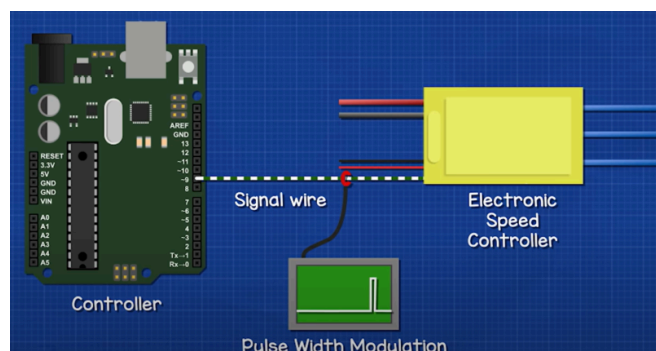 AREF
GND
13
12
~11
~10
~9
8
RESET
3.3V
5V
GND
GND
VIN
7
~6
~5
4
~3
2
Tx→1
Rx→0
A0
A1
A2
A3
A4
A5
Signal wire
Electronic
Speed
Controller
Controller
Pulse Width Modulation